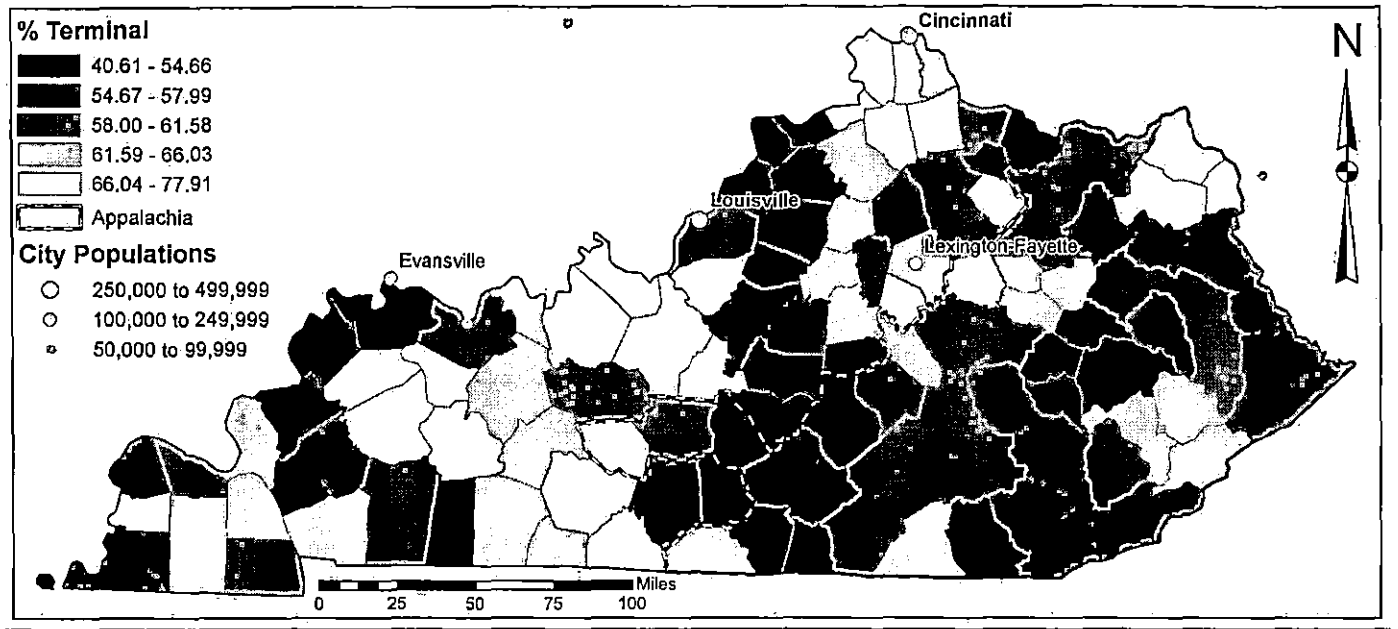 % Terminal
40.61 - 54.66
54.67 - 57.99
58.00 - 61.58
61.59 - 66.03
66.04 - 77.91
Appalachia
City Populations
250,000 to 499,999
100,000 to 249,999
50,000 to 99,999
Cincinnati
N
Louisville
Lexington-Fayette
Evansville
Miles
0 25 50 75 100